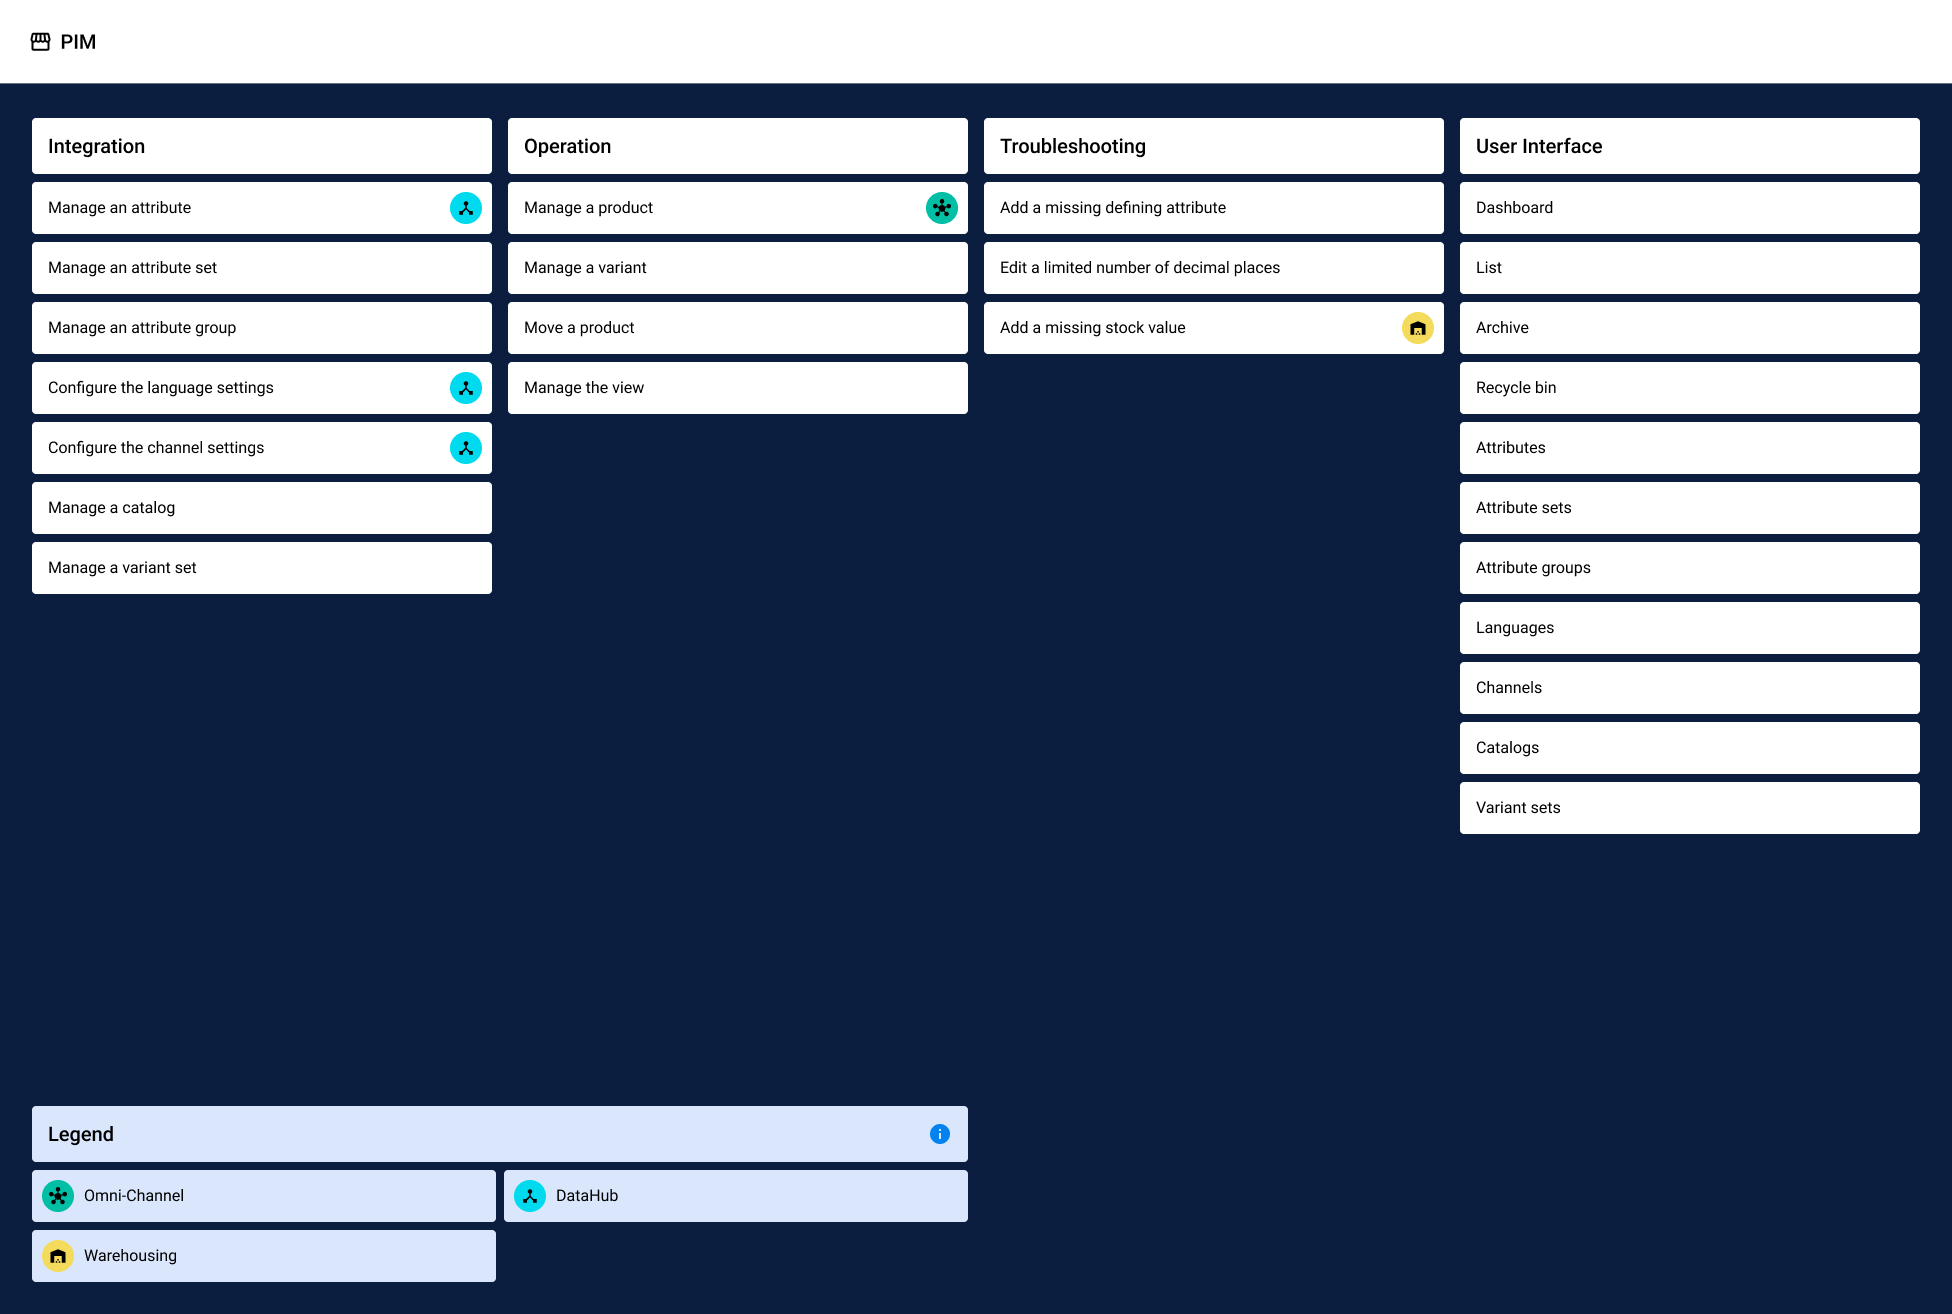 PIM
Integration
Manage an attribute
Manage an attribute set
Manage an attribute group
Configure the language settings
Configure the channel settings
Manage a catalog
Manage a variant set
Operation
Manage a product
Manage a variant
Move a product
Manage the view
Troubleshooting
Add a missing defining attribute
Edit a limited number of decimal places
Add a missing stock value
User Interface
Dashboard
List
Archive
Recycle bin
Attributes
Attribute sets
Attribute groups
Languages
Channels
Catalogs
Variant sets
Legend
Omni-Channel
DataHub
Warehousing